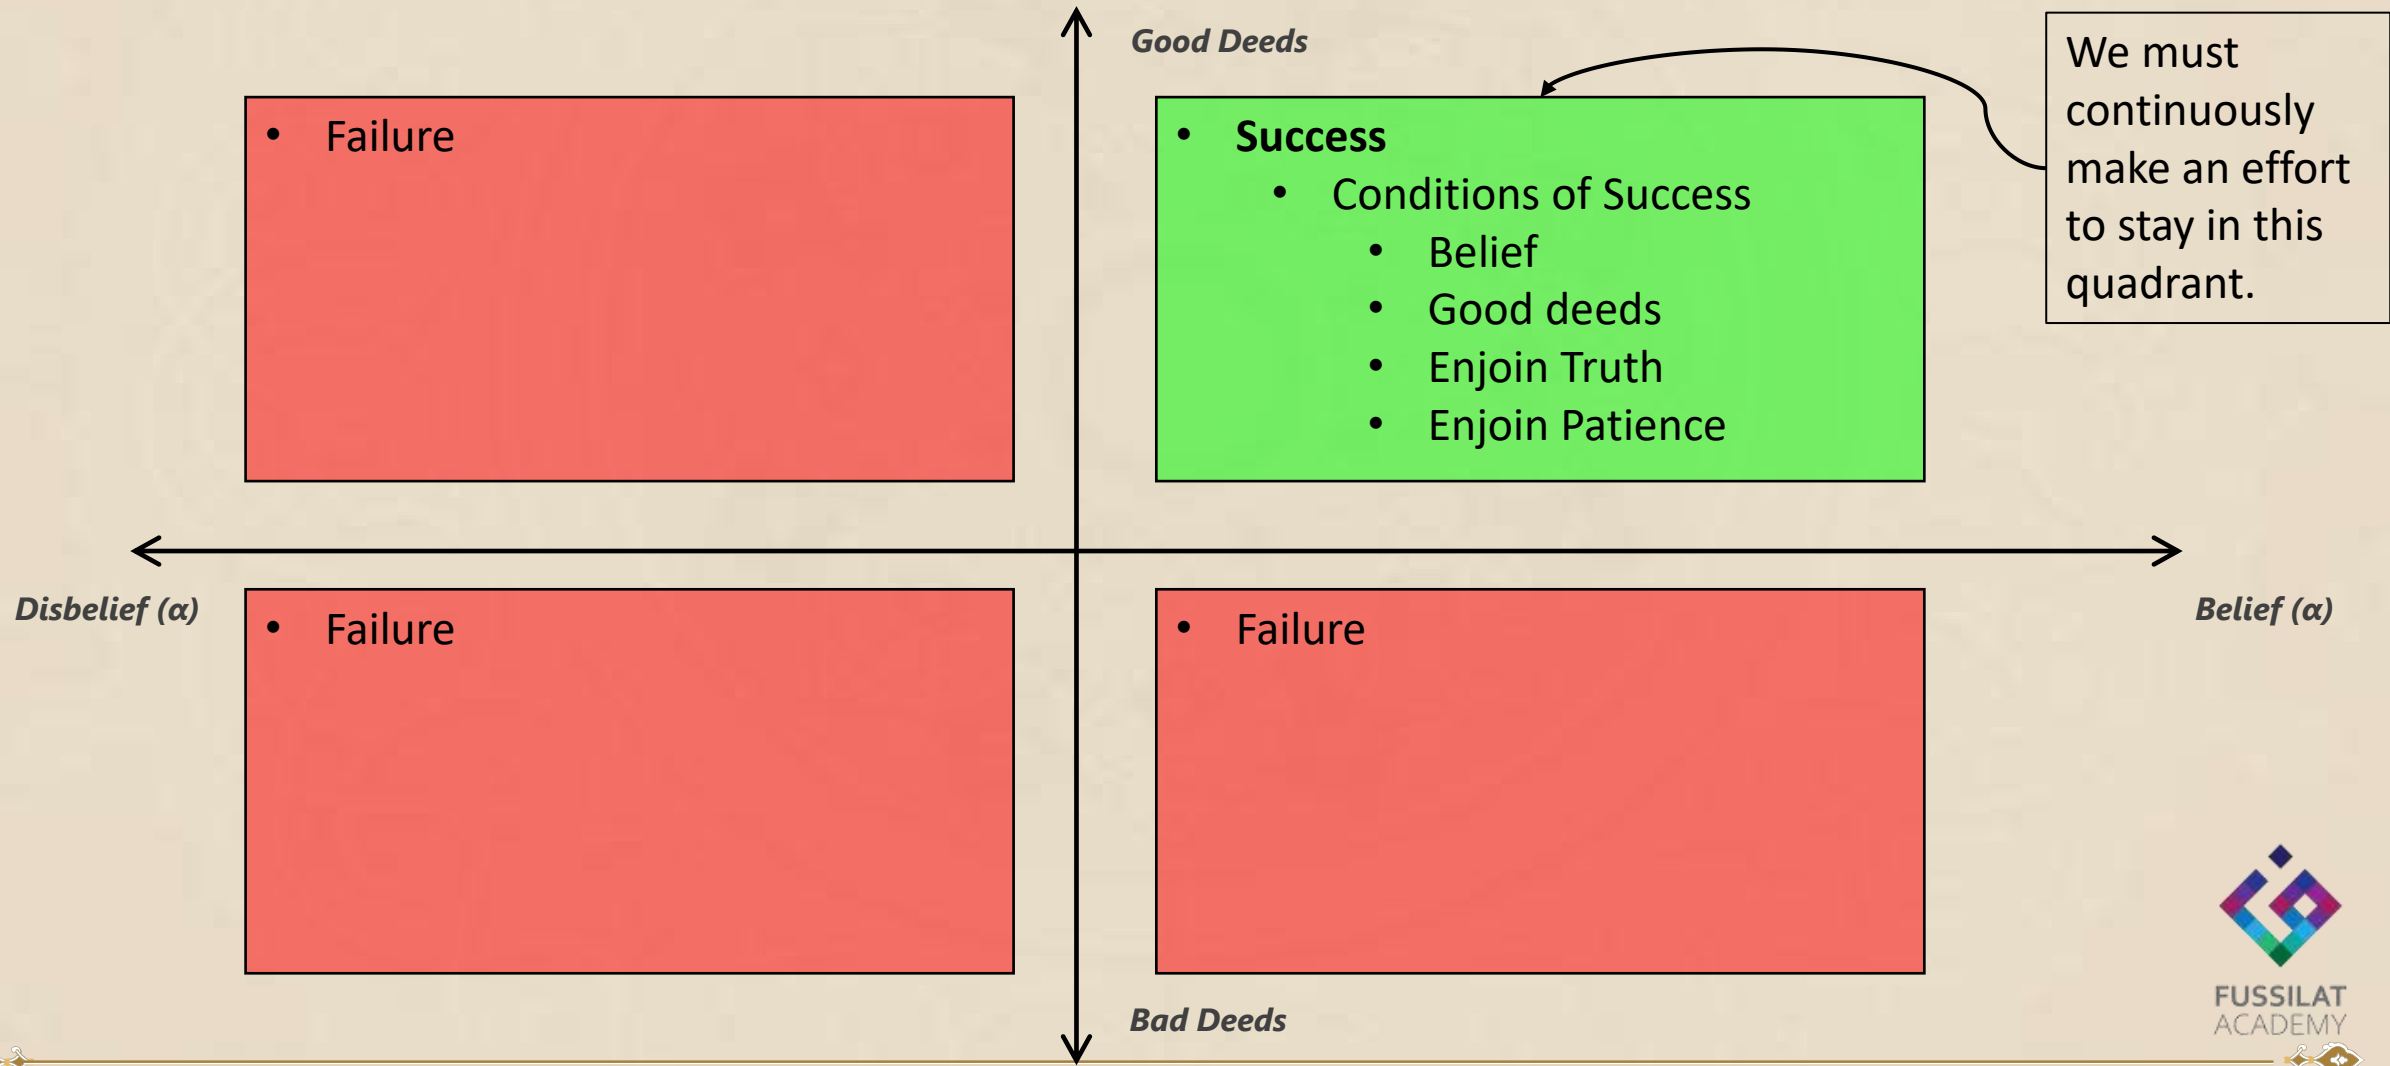 Good Deeds
• Failure
• Success
• Conditions of Success
• Belief
• Good deeds
• Enjoin Truth
• Enjoin Patience
We must
continuously
make an effort
to stay in this
quadrant.
Disbelief (α)
Belief (α)
• Failure
• Failure
Bad Deeds
FUSSILAT
ACADEMY